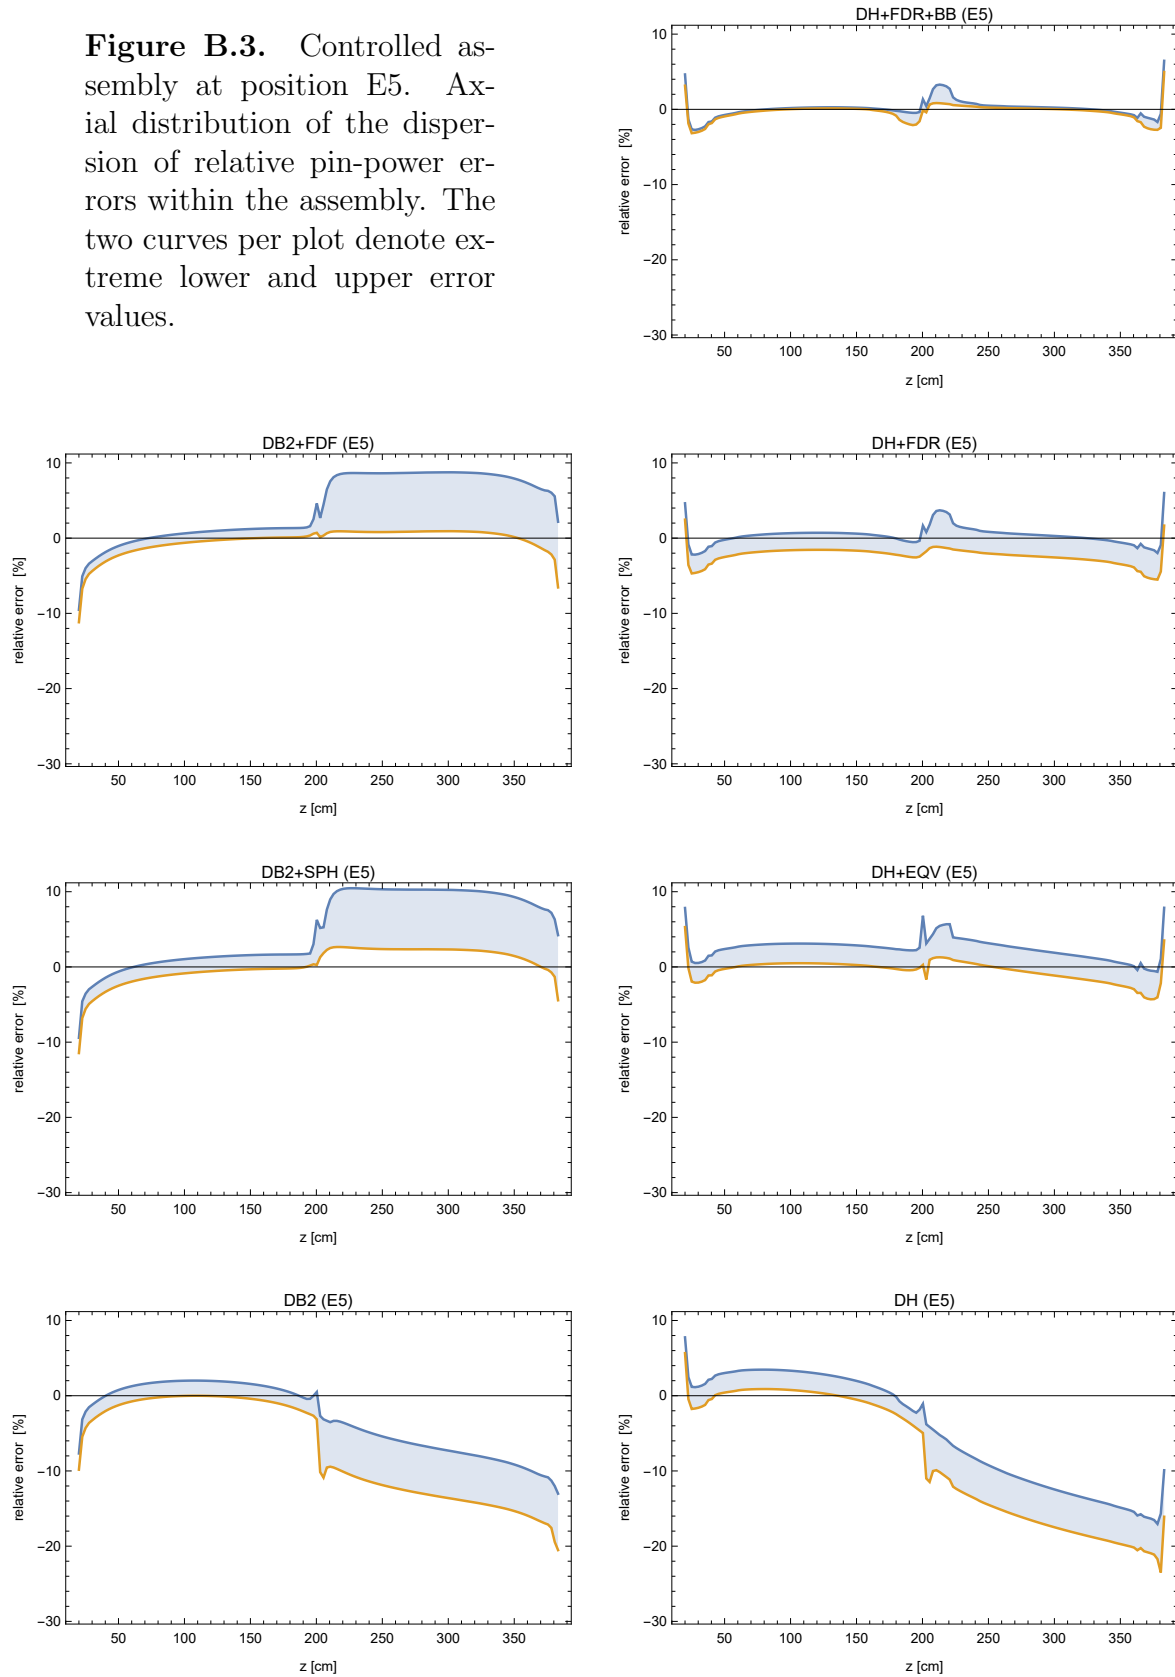 Figure B.3. Controlled as-
sembly at position E5. Ax-
ial distribution of the disper-
sion of relative pin-power er-
rors within the assembly. The
two curves per plot denote ex-
treme lower and upper error
values.
DH+FDR+BB (E5)
10
0
−10
−20
−30
relative error [%]
50 100 150 200 250 300 350
z [cm]
DB2+FDF (E5)
10
0
−10
−20
−30
relative error [%]
50 100 150 200 250 300 350
z [cm]
DH+FDR (E5)
10
0
−10
−20
−30
relative error [%]
50 100 150 200 250 300 350
z [cm]
DB2+SPH (E5)
10
0
−10
−20
−30
relative error [%]
50 100 150 200 250 300 350
z [cm]
DH+EQV (E5)
10
0
−10
−20
−30
relative error [%]
50 100 150 200 250 300 350
z [cm]
DB2 (E5)
10
0
−10
−20
−30
relative error [%]
50 100 150 200 250 300 350
z [cm]
DH (E5)
10
0
−10
−20
−30
relative error [%]
50 100 150 200 250 300 350
z [cm]